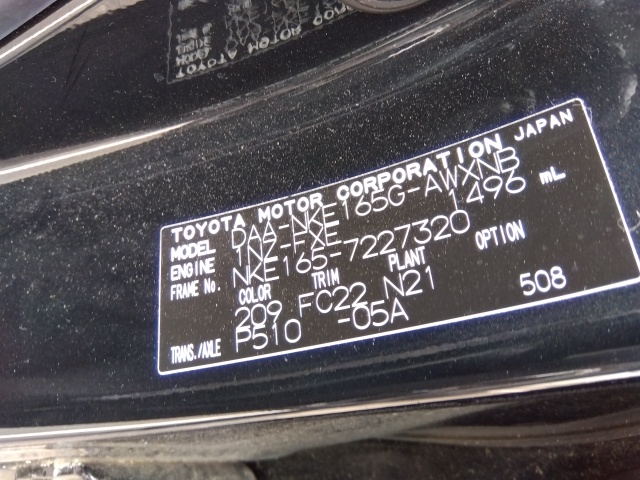 TOYOTA MOTOR CORPORATION JAPAN
MODEL DAA-NKE165G-AWXNB
ENGINE 1NZ-FXE 1496 mL
FRAME No. NKE165-7227320
COLOR TRIM PLANT OPTION
209 FC22 N21
TRANS./AXLE P510 -05A 508